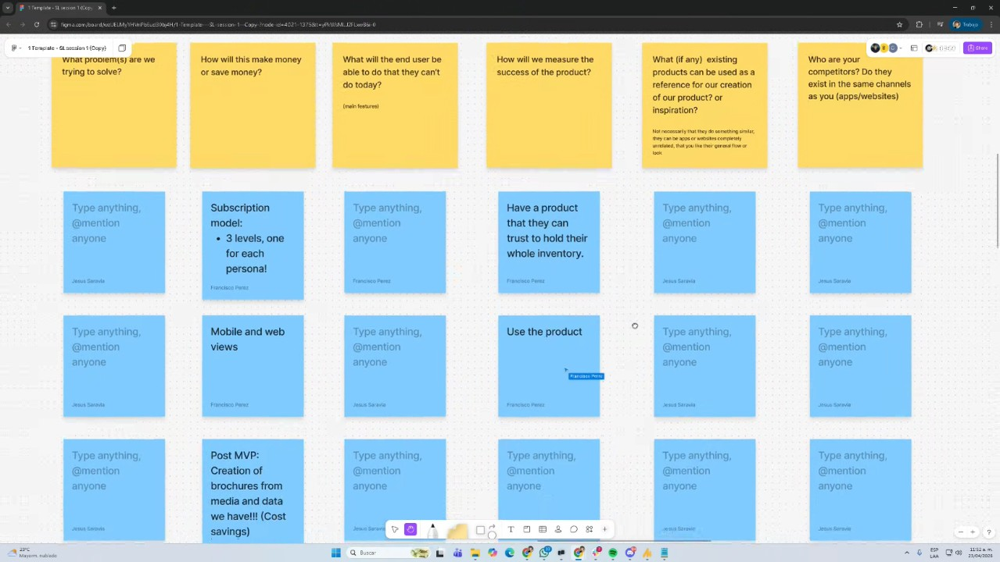 1 Template - SL session 1 (Copy)
1 Template - SL session 1 (Copy)
Share
What problem(s) are we
trying to solve?
How will this make money
or save money?
What will the end user be
able to do that they can't
do today?
(main features)
How will we measure the
success of the product?
What (if any) existing
products can be used as a
reference for our creation
of our product? or
inspiration?
Not necessarily that they do something similar,
they can be apps or websites completely
unrelated, that you like their general flow or
look
Who are your
competitors? Do they
exist in the same channels
as you (apps/websites)
Type anything,
@mention
anyone
Jesus Saravia
Subscription
model:
• 3 levels, one
for each
persona!
Francisco Perez
Type anything,
@mention
anyone
Francisco Perez
Have a product
that they can
trust to hold their
whole inventory.
Francisco Perez
Type anything,
@mention
anyone
Jesus Saravia
Type anything,
@mention
anyone
Jesus Saravia
Type anything,
@mention
anyone
Jesus Saravia
Mobile and web
views
Francisco Perez
Type anything,
@mention
anyone
Jesus Saravia
Use the product
Francisco Perez
Francisco Perez
Type anything,
@mention
anyone
Jesus Saravia
Type anything,
@mention
anyone
Jesus Saravia
Type anything,
@mention
anyone
Jesus Saravia
Post MVP:
Creation of
brochures from
media and data
we have!!! (Cost
savings)
Type anything,
@mention
anyone
Type anything,
@mention
anyone
Type anything,
@mention
anyone
Jesus Saravia
Type anything,
@mention
anyone
Jesus Saravia
23°C
Mayorm. nublado
Buscar
ESP
LAA
11:52 a.m.
23/04/2026
Trabajo